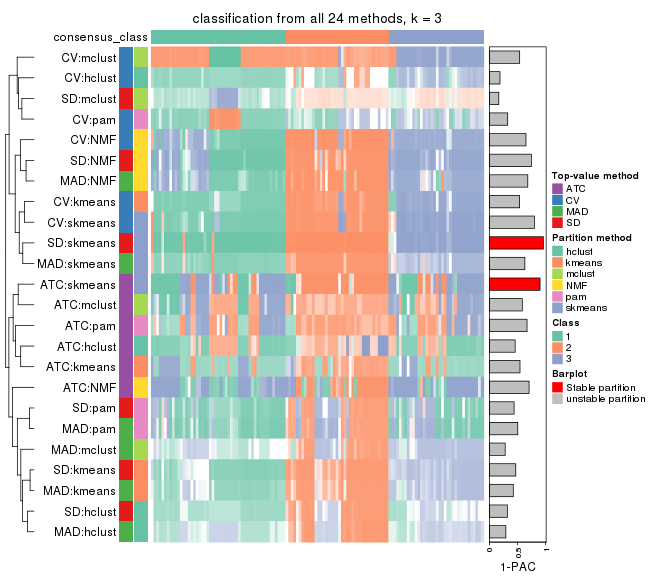 classification from all 24 methods, k = 3
consensus_class
CV:mclust
CV:hclust
SD:mclust
CV:pam
CV:NMF
SD:NMF
MAD:NMF
CV:kmeans
CV:skmeans
SD:skmeans
MAD:skmeans
ATC:skmeans
ATC:mclust
ATC:pam
ATC:hclust
ATC:kmeans
ATC:NMF
SD:pam
MAD:pam
MAD:mclust
SD:kmeans
MAD:kmeans
SD:hclust
MAD:hclust
0
0.5
1
1-PAC
Top-value method
ATC
CV
MAD
SD
Partition method
hclust
kmeans
mclust
NMF
pam
skmeans
Class
1
2
3
Barplot
Stable partition
unstable partition